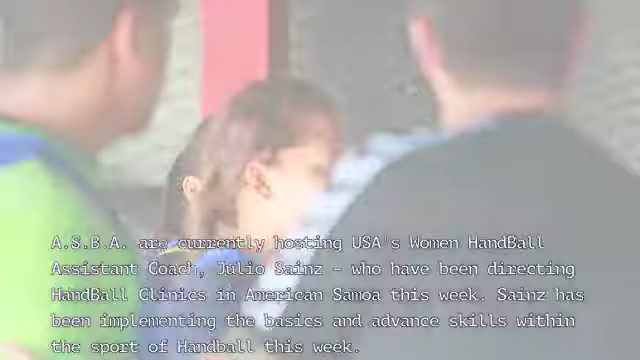 A.S.B.A. are currently hosting USA's Women HandBall
Assistant Coach, Julio Sainz - who have been directing
HandBall Clinics in American Samoa this week. Sainz has
been implementing the basics and advance skills within
the sport of Handball this week.